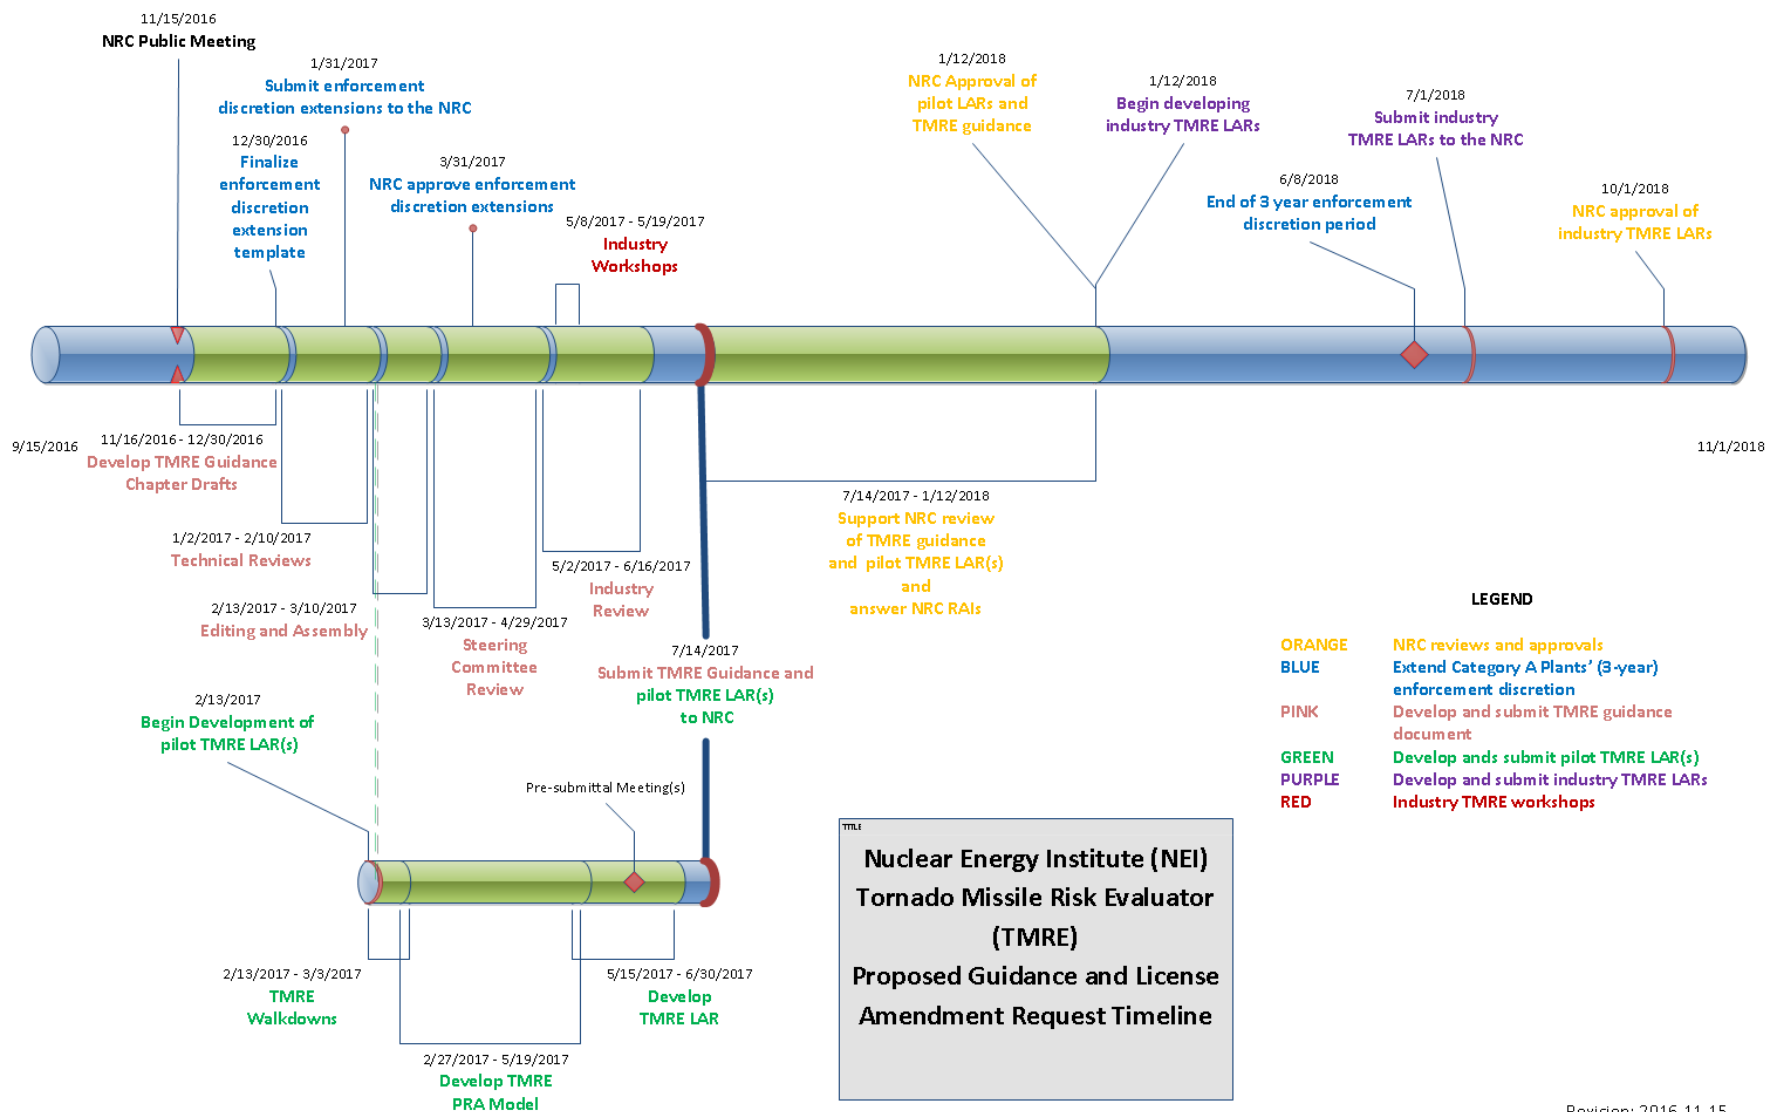 11/15/2016
NRC Public Meeting
1/31/2017
Submit enforcement
discretion extensions to the NRC
12/30/2016
Finalize
enforcement
discretion
extension
template
3/31/2017
NRC approve enforcement
discretion extensions
5/8/2017 - 5/19/2017
Industry
Workshops
1/12/2018
NRC Approval of
pilot LARs and
TMRE guidance
1/12/2018
Begin developing
industry TMRE LARs
7/1/2018
Submit industry
TMRE LARs to the NRC
6/8/2018
End of 3 year enforcement
discretion period
10/1/2018
NRC approval of
industry TMRE LARs
9/15/2016
11/1/2018
11/16/2016 - 12/30/2016
Develop TMRE Guidance
Chapter Drafts
1/2/2017 - 2/10/2017
Technical Reviews
2/13/2017 - 3/10/2017
Editing and Assembly
3/13/2017 - 4/29/2017
Steering
Committee
Review
5/2/2017 - 6/16/2017
Industry
Review
7/14/2017
Submit TMRE Guidance and
pilot TMRE LAR(s)
to NRC
7/14/2017 - 1/12/2018
Support NRC review
of TMRE guidance
and pilot TMRE LAR(s)
and
answer NRC RAIs
2/13/2017
Begin Development of
pilot TMRE LAR(s)
Pre-submittal Meeting(s)
2/13/2017 - 3/3/2017
TMRE
Walkdowns
2/27/2017 - 5/19/2017
Develop TMRE
PRA Model
5/15/2017 - 6/30/2017
Develop
TMRE LAR
LEGEND
ORANGE NRC reviews and approvals
BLUE Extend Category A Plants' (3-year)
enforcement discretion
PINK Develop and submit TMRE guidance
document
GREEN Develop ands submit pilot TMRE LAR(s)
PURPLE Develop and submit industry TMRE LARs
RED Industry TMRE workshops
TITLE
Nuclear Energy Institute (NEI)
Tornado Missile Risk Evaluator
(TMRE)
Proposed Guidance and License
Amendment Request Timeline
Revision: 2016-11-15